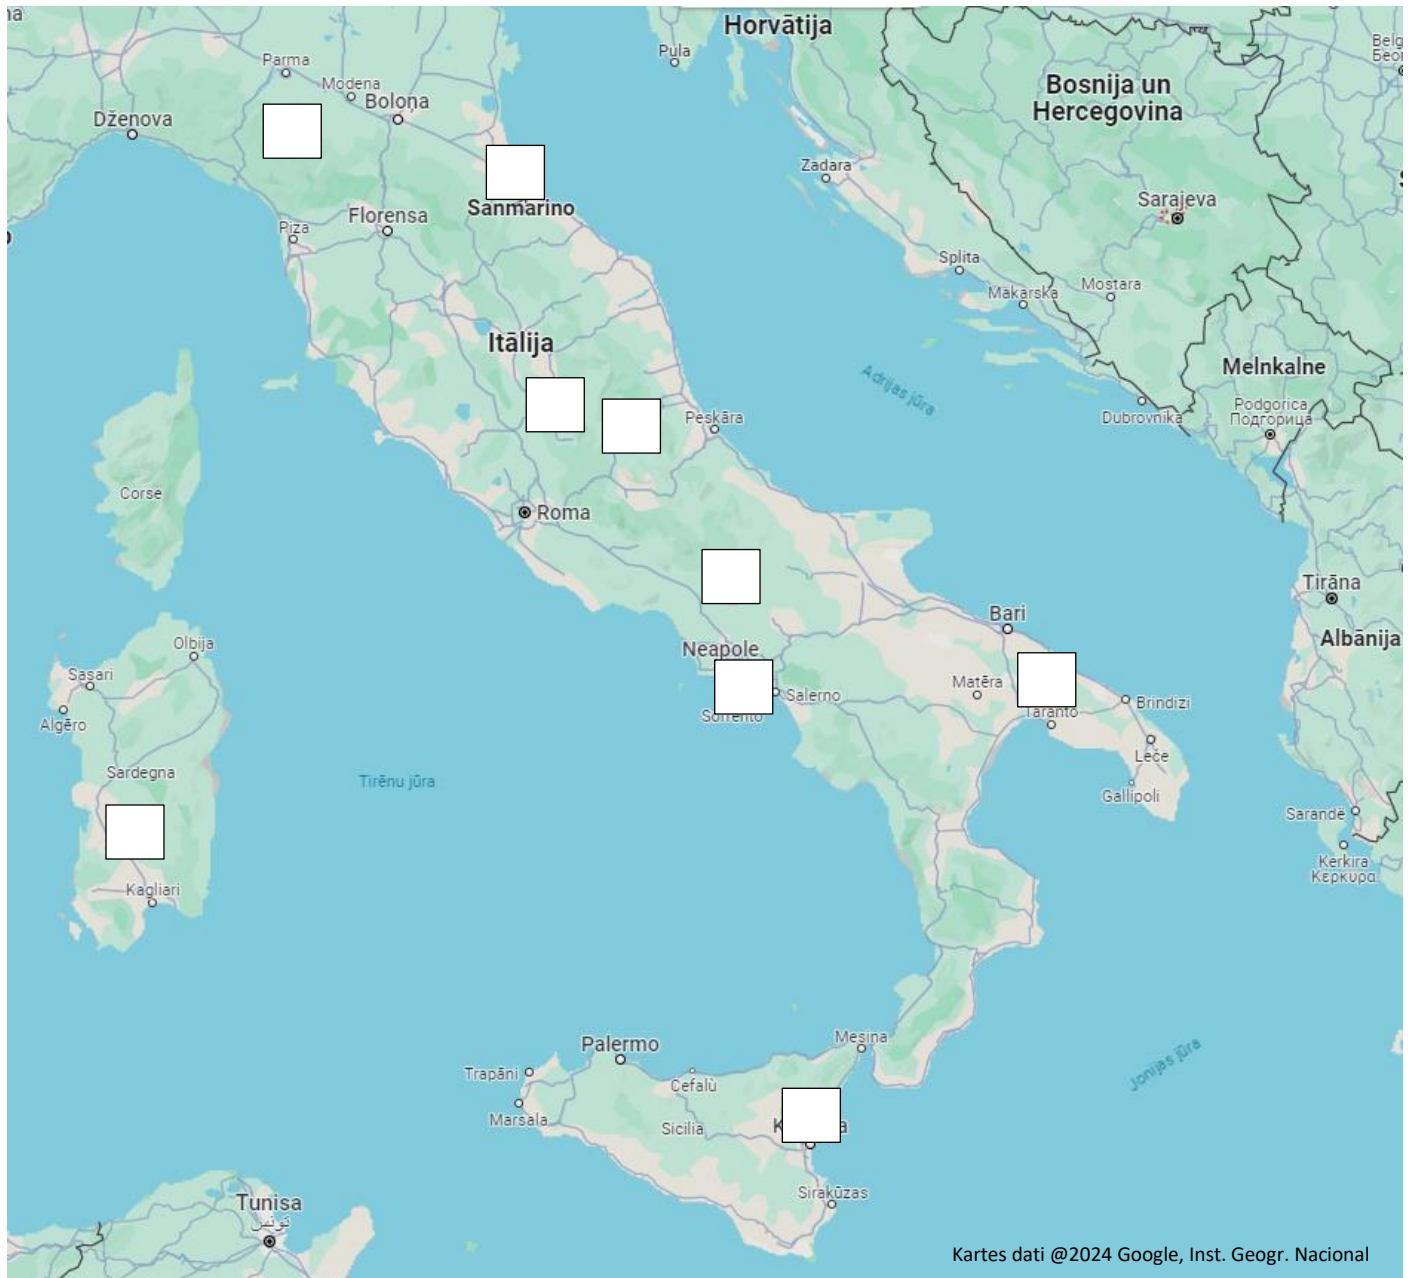 Horvātija
Pula
Belg
Беог
Parma
Modena
Boloņa
Bosnija un
Hercegovina
Dženova
Zadara
Sarajeva
Sanmarino
Florensa
Piza
Splita
Makarska
Mostara
Itālija
Melnkalne
Adrijas jūra
Podgorica
Подгорица
Dubrovnika
Peskāra
Corse
Roma
Tirāna
Bari
Albānija
Olbija
Neapole
Sasari
Matēra
Salerno
Brindizi
Algēro
Sorrento
Taranto
Leče
Sardegna
Tirēnu jūra
Gallipoli
Sarandë
Kerkira
Κέρκυρα
Kagliari
Mesina
Palermo
Jonijas jūra
Trapāni
Cefalù
Marsala
Sicilia
Sirakūzas
Tunisa
تونس
Kartes dati @2024 Google, Inst. Geogr. Nacional